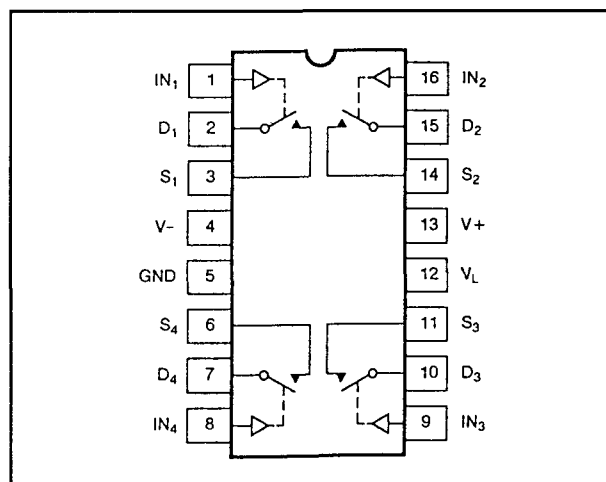 IN₁ 1 16 IN₂
D₁ 2 15 D₂
S₁ 3 14 S₂
V− 4 13 V+
GND 5 12 V_L
S₄ 6 11 S₃
D₄ 7 10 D₃
IN₄ 8 9 IN₃